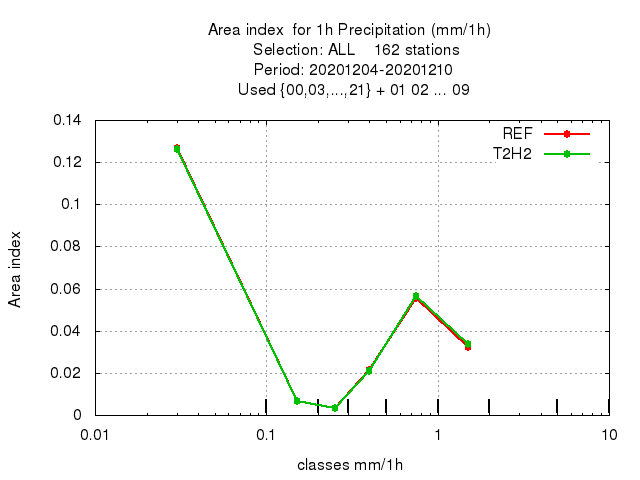 Area index  for 1h Precipitation (mm/1h)
Selection: ALL    162 stations
Period: 20201204-20201210
Used {00,03,...,21} + 01 02 ... 09
REF
T2H2
0.14
0.12
0.1
0.08
0.06
0.04
0.02
0
Area index
0.01
0.1
1
10
classes mm/1h